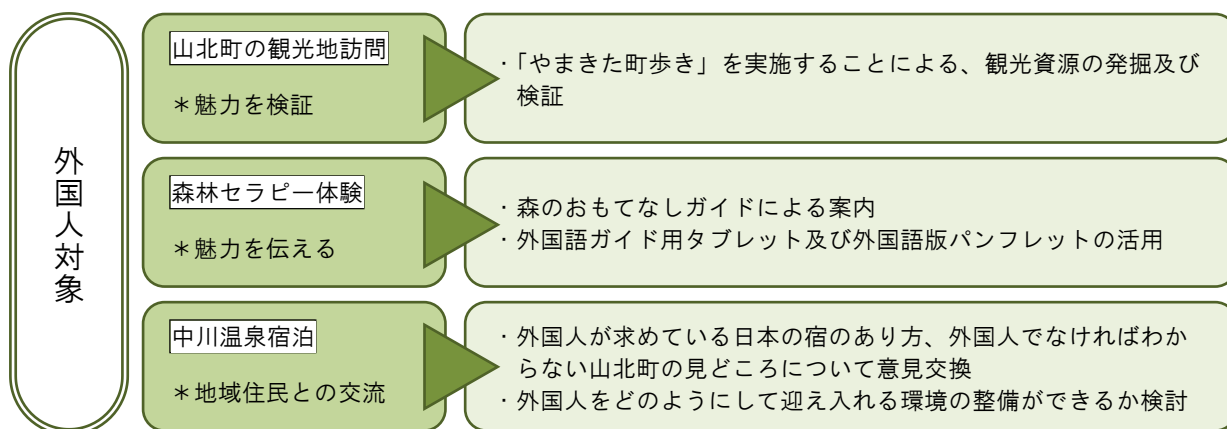 外国人対象
山北町の観光地訪問
＊魅力を検証
・「やまきた町歩き」を実施することによる、観光資源の発掘及び
検証
森林セラピー体験
＊魅力を伝える
・森のおもてなしガイドによる案内
・外国語ガイド用タブレット及び外国語版パンフレットの活用
中川温泉宿泊
＊地域住民との交流
・外国人が求めている日本の宿のあり方、外国人でなければわか
らない山北町の見どころについて意見交換
・外国人をどのようにして迎え入れる環境の整備ができるか検討